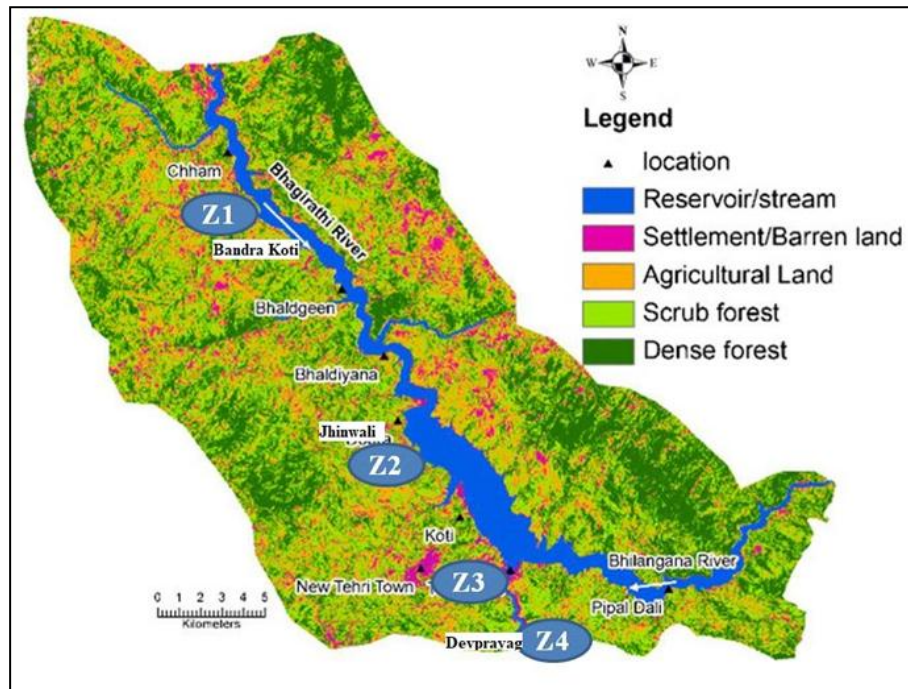 N
W
E
S
Legend
location
Reservoir/stream
Settlement/Barren land
Agricultural Land
Scrub forest
Dense forest
Chham
Z1
Bhagirathi River
Bandra Koti
Bhaldgeen
Bhaldiyana
Jhinwali
Z2
Koti
New Tehri Town
Z3
Bhilangana River
Pipal Dali
0 1 2 3 4 5
Kilometers
Devprayag
Z4